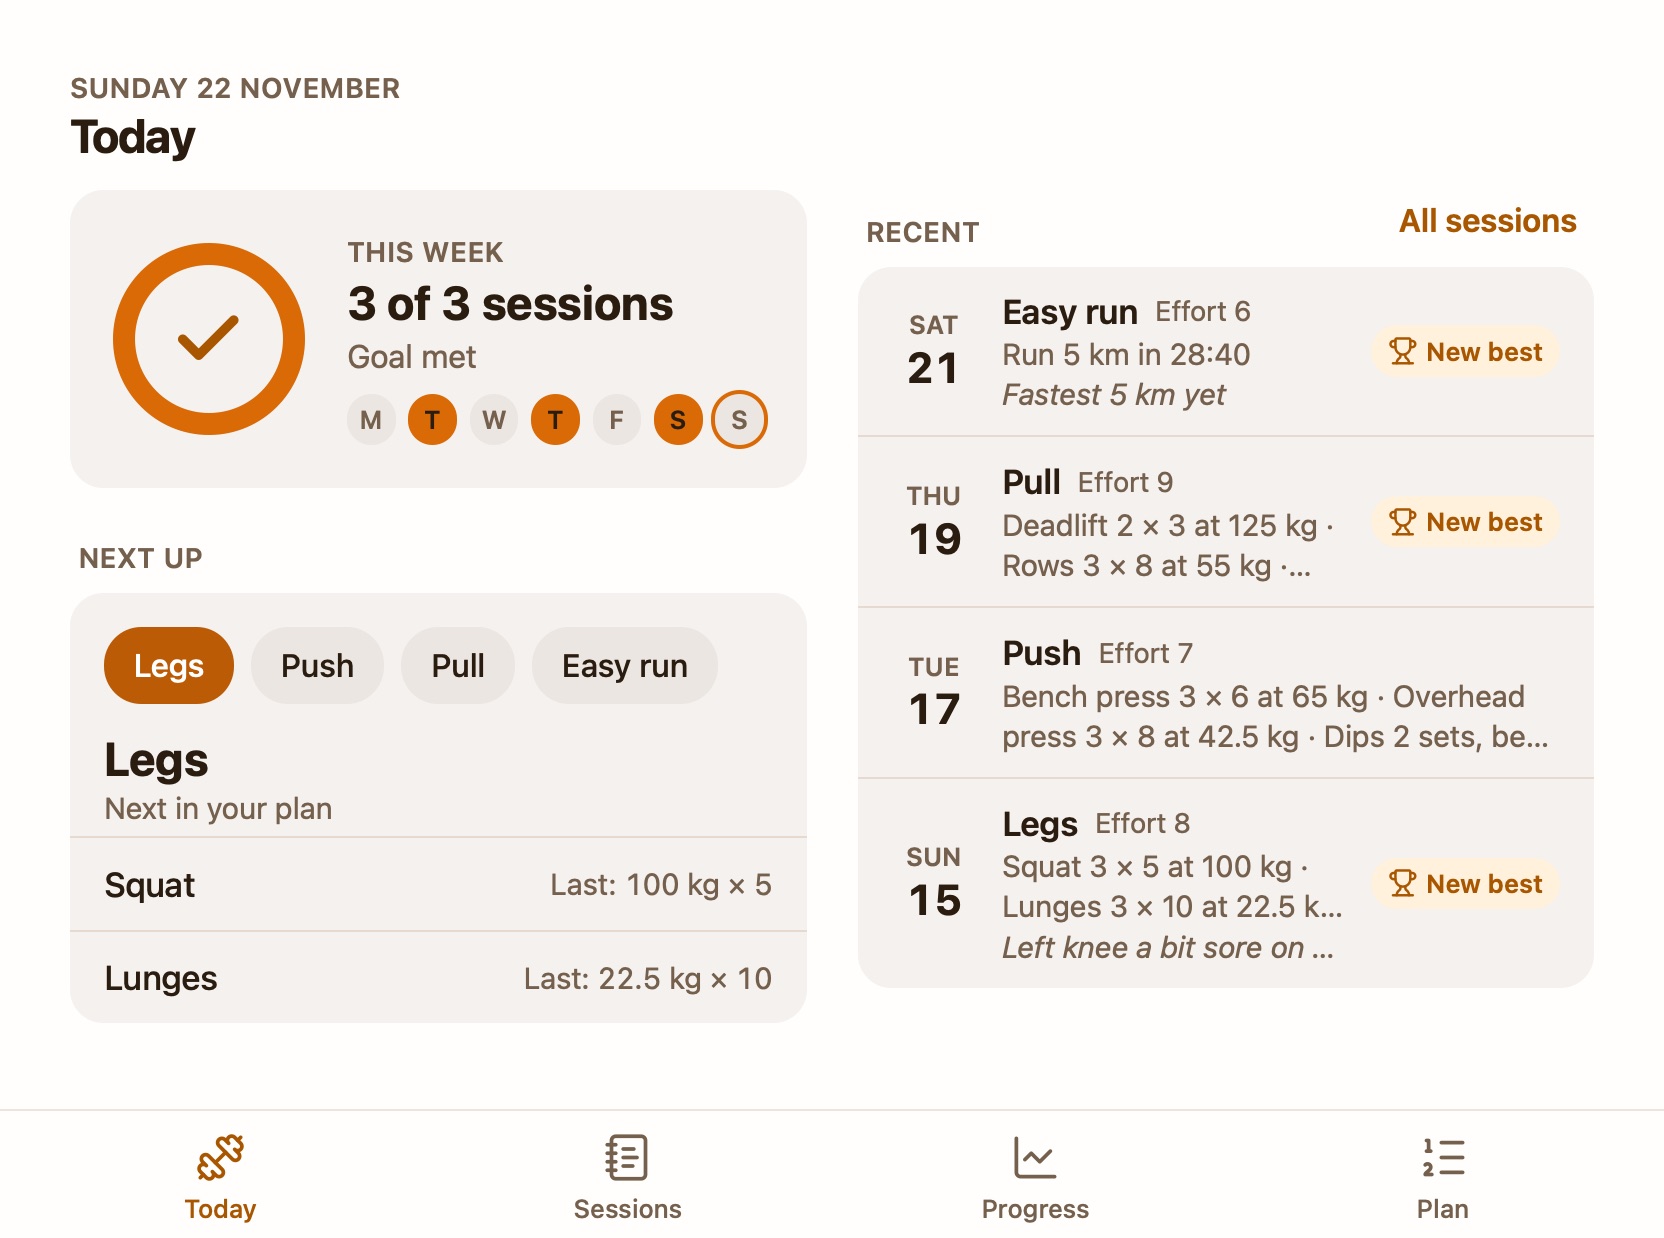 SUNDAY 22 NOVEMBER
Today
THIS WEEK
3 of 3 sessions
Goal met
M T W T F S S
NEXT UP
Legs Push Pull Easy run
Legs
Next in your plan
Squat Last: 100 kg × 5
Lunges Last: 22.5 kg × 10
RECENT All sessions
SAT
21
Easy run Effort 6
Run 5 km in 28:40
Fastest 5 km yet
New best
THU
19
Pull Effort 9
Deadlift 2 × 3 at 125 kg ·
Rows 3 × 8 at 55 kg ·...
New best
TUE
17
Push Effort 7
Bench press 3 × 6 at 65 kg · Overhead
press 3 × 8 at 42.5 kg · Dips 2 sets, be...
SUN
15
Legs Effort 8
Squat 3 × 5 at 100 kg ·
Lunges 3 × 10 at 22.5 k...
Left knee a bit sore on ...
New best
Today Sessions Progress Plan